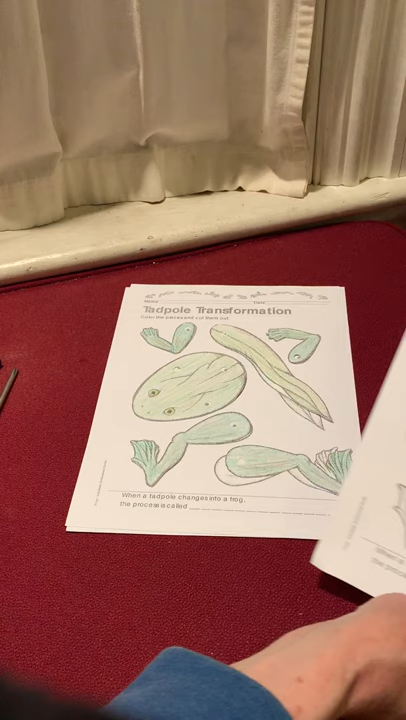 Name Date
Tadpole Transformation
Color the pieces and cut them out.
When a tadpole changes into a frog,
the process is called